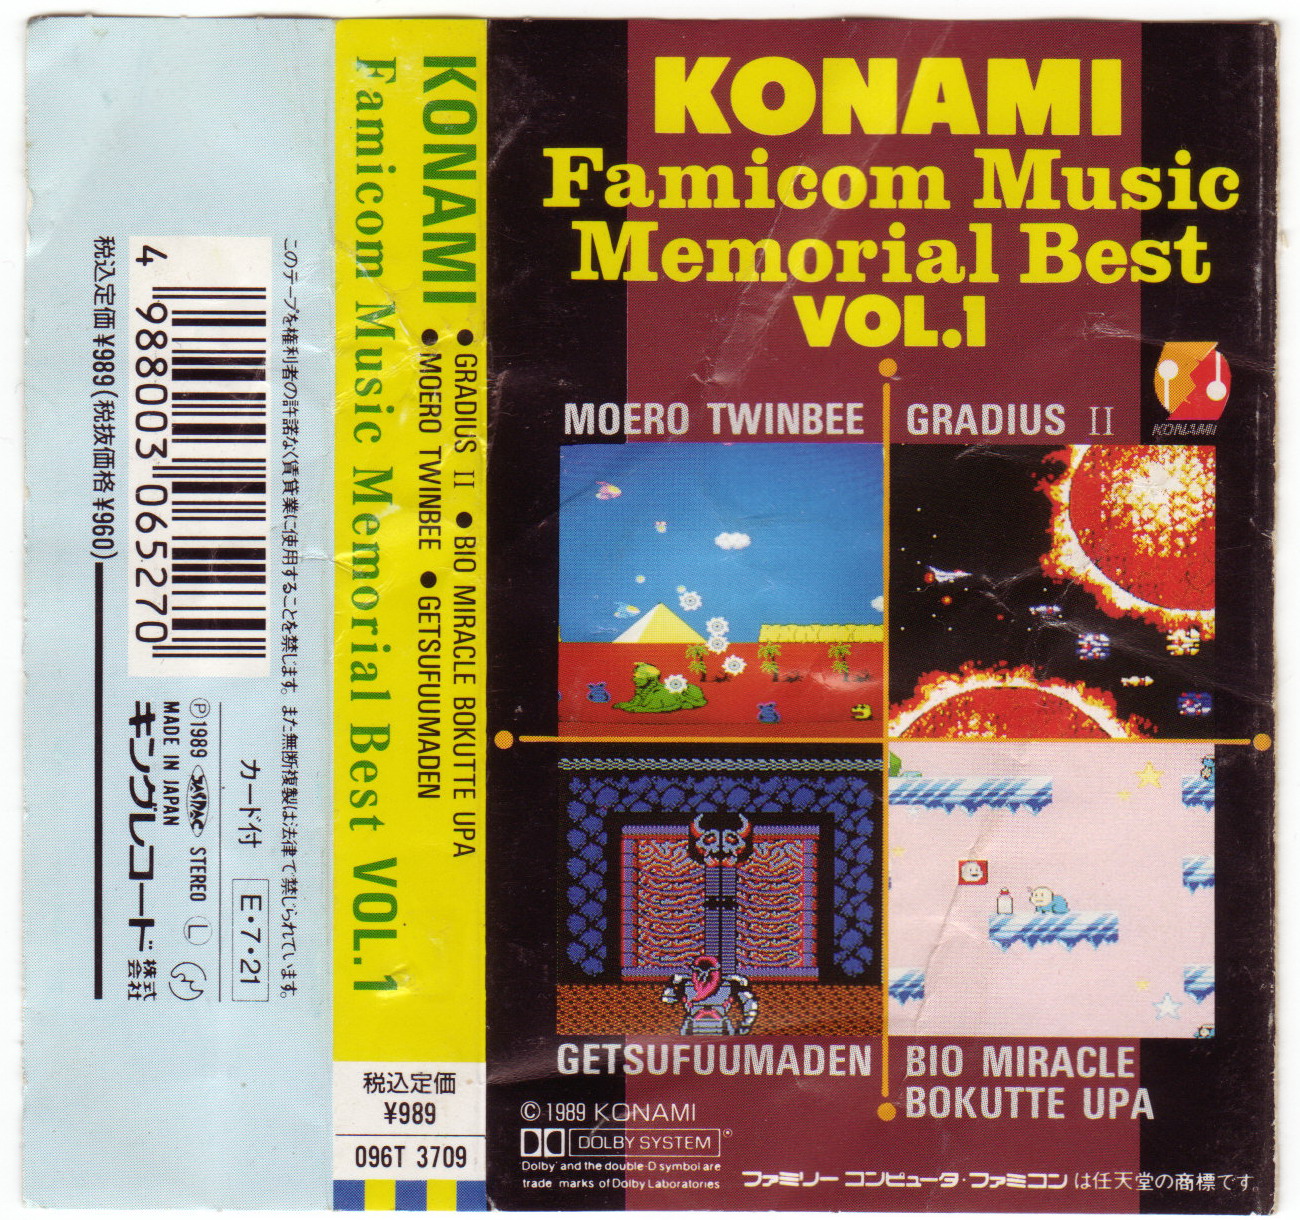 KONAMI
Famicom Music
Memorial Best
VOL.1
KONAMI
MOERO TWINBEE
GRADIUS II
GETSUFUUMADEN
BIO MIRACLE
BOKUTTE UPA
© 1989 KONAMI
DOLBY SYSTEM
Dolby and the double-D symbol are
trade marks of Dolby Laboratories
ファミリーコンピュータ・ファミコンは任天堂の商標です
KONAMI
Famicom Music Memorial Best VOL.1
●GRADIUS II ●BIO MIRACLE BOKUTTE UPA
●MOERO TWINBEE ●GETSUFUUMADEN
税込定価
¥989
096T 3709
このテープを権利者の許諾なく賃貸業に使用することを禁じます。また無断複製は法律で禁じられています。
カード付 E・7・21
Ⓟ1989 STEREO Ⓛ
MADE IN JAPAN
キングレコード株式会社
4 988003 065270
税込定価¥989(税抜価格¥960)